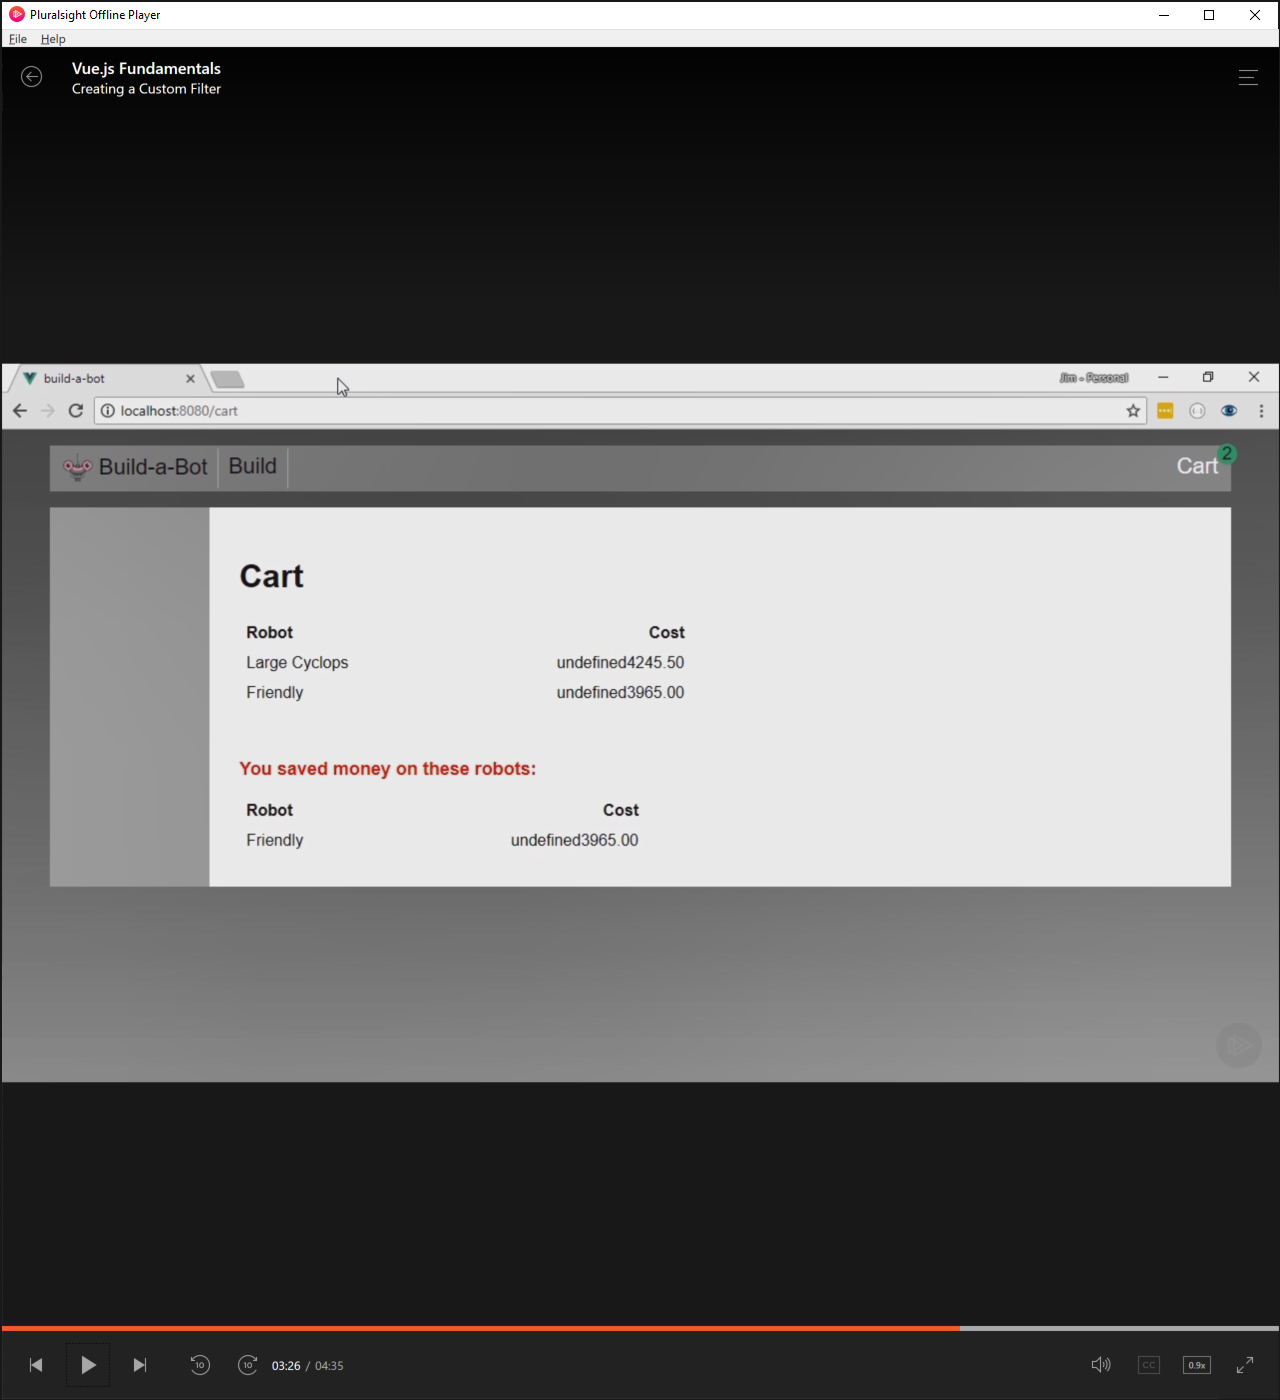 Pluralsight Offline Player
File Help
Vue.js Fundamentals
Creating a Custom Filter
build-a-bot
Jim - Personal
localhost:8080/cart
Build-a-Bot Build Cart 2
Cart
Robot Cost
Large Cyclops undefined4245.50
Friendly undefined3965.00
You saved money on these robots:
Robot Cost
Friendly undefined3965.00
10 10 03:26 / 04:35 CC 0.9x